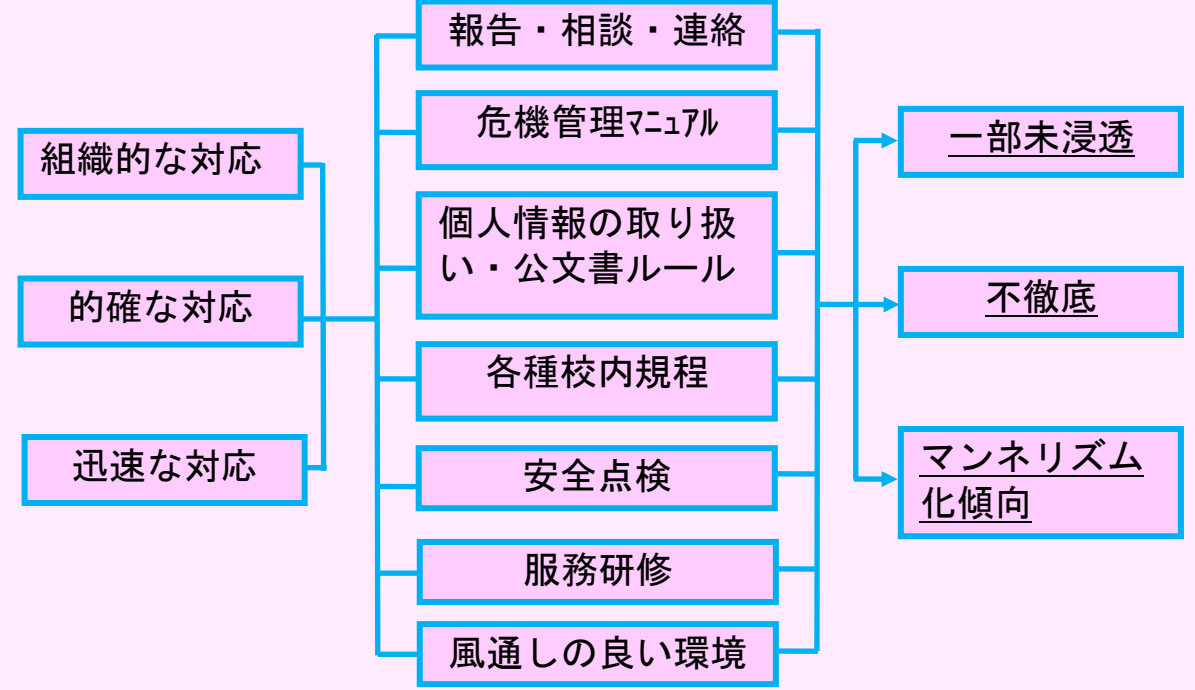 組織的な対応
的確な対応
迅速な対応
報告・相談・連絡
危機管理ﾏﾆｭｱﾙ
個人情報の取り扱
い・公文書ルール
各種校内規程
安全点検
服務研修
風通しの良い環境
一部未浸透
不徹底
マンネリズム
化傾向